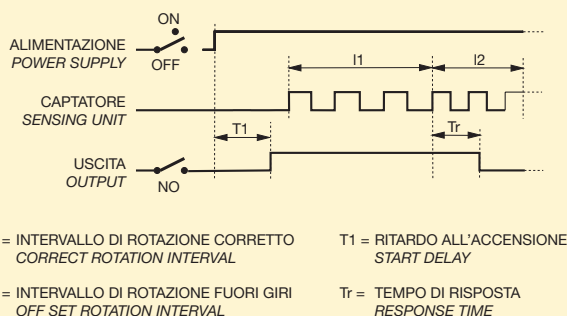 ON
ALIMENTAZIONE
POWER SUPPLY
OFF
I1
I2
CAPTATORE
SENSING UNIT
T1
Tr
USCITA
OUTPUT
NO
= INTERVALLO DI ROTAZIONE CORRETTO
CORRECT ROTATION INTERVAL
T1 = RITARDO ALL'ACCENSIONE
START DELAY
= INTERVALLO DI ROTAZIONE FUORI GIRI
OFF SET ROTATION INTERVAL
Tr = TEMPO DI RISPOSTA
RESPONSE TIME